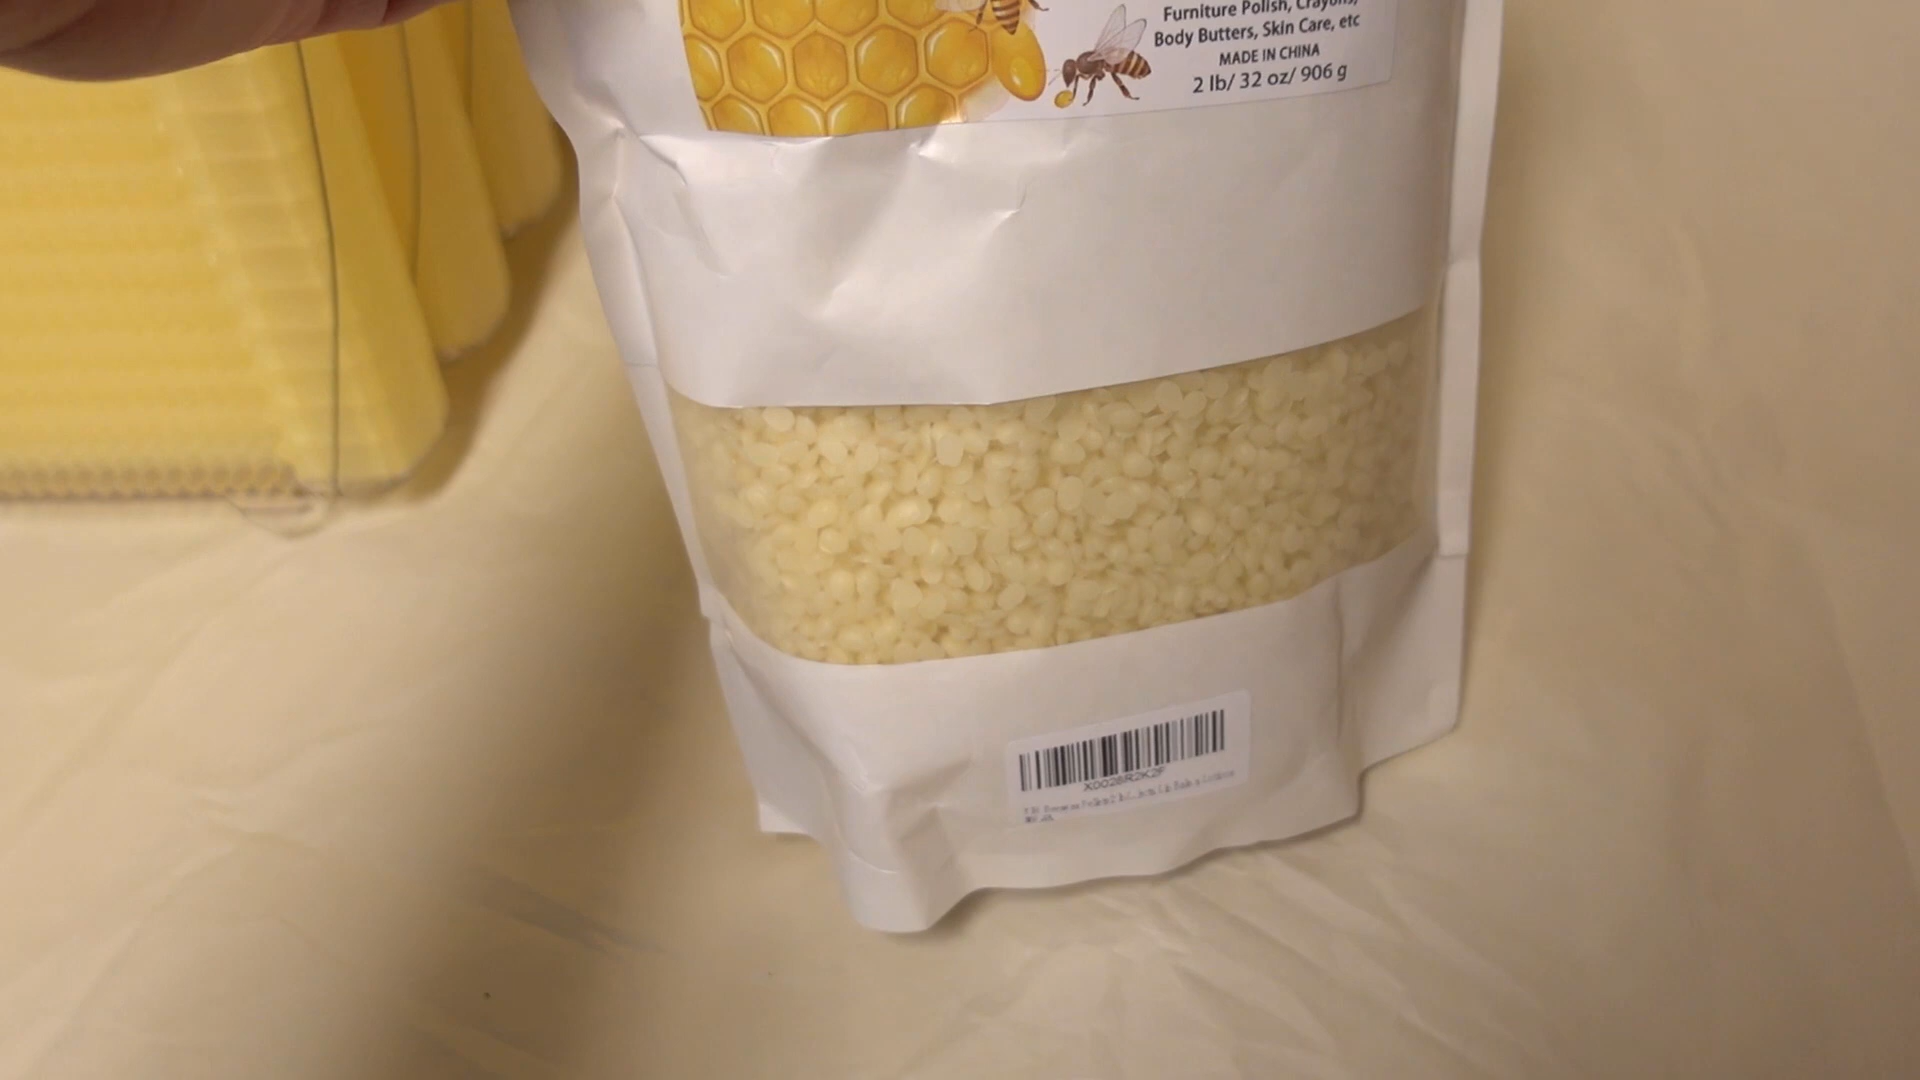 Furniture Polish, Crayons,
Body Butters, Skin Care, etc
MADE IN CHINA
2 lb/ 32 oz/ 906 g
X0028R2K2F